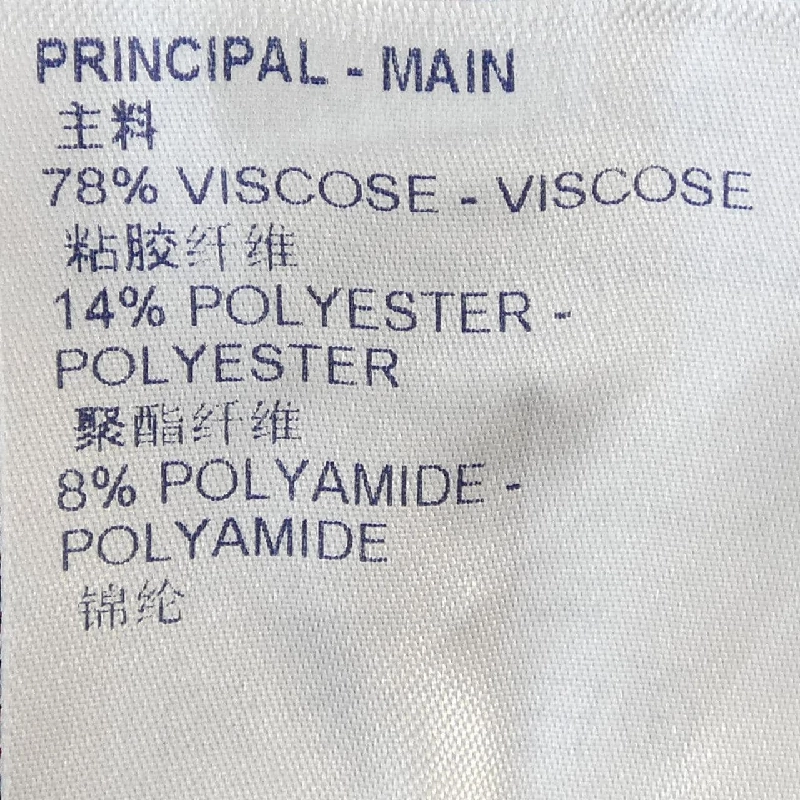 PRINCIPAL - MAIN
主料
78% VISCOSE - VISCOSE
粘胶纤维
14% POLYESTER -
POLYESTER
聚酯纤维
8% POLYAMIDE -
POLYAMIDE
锦纶